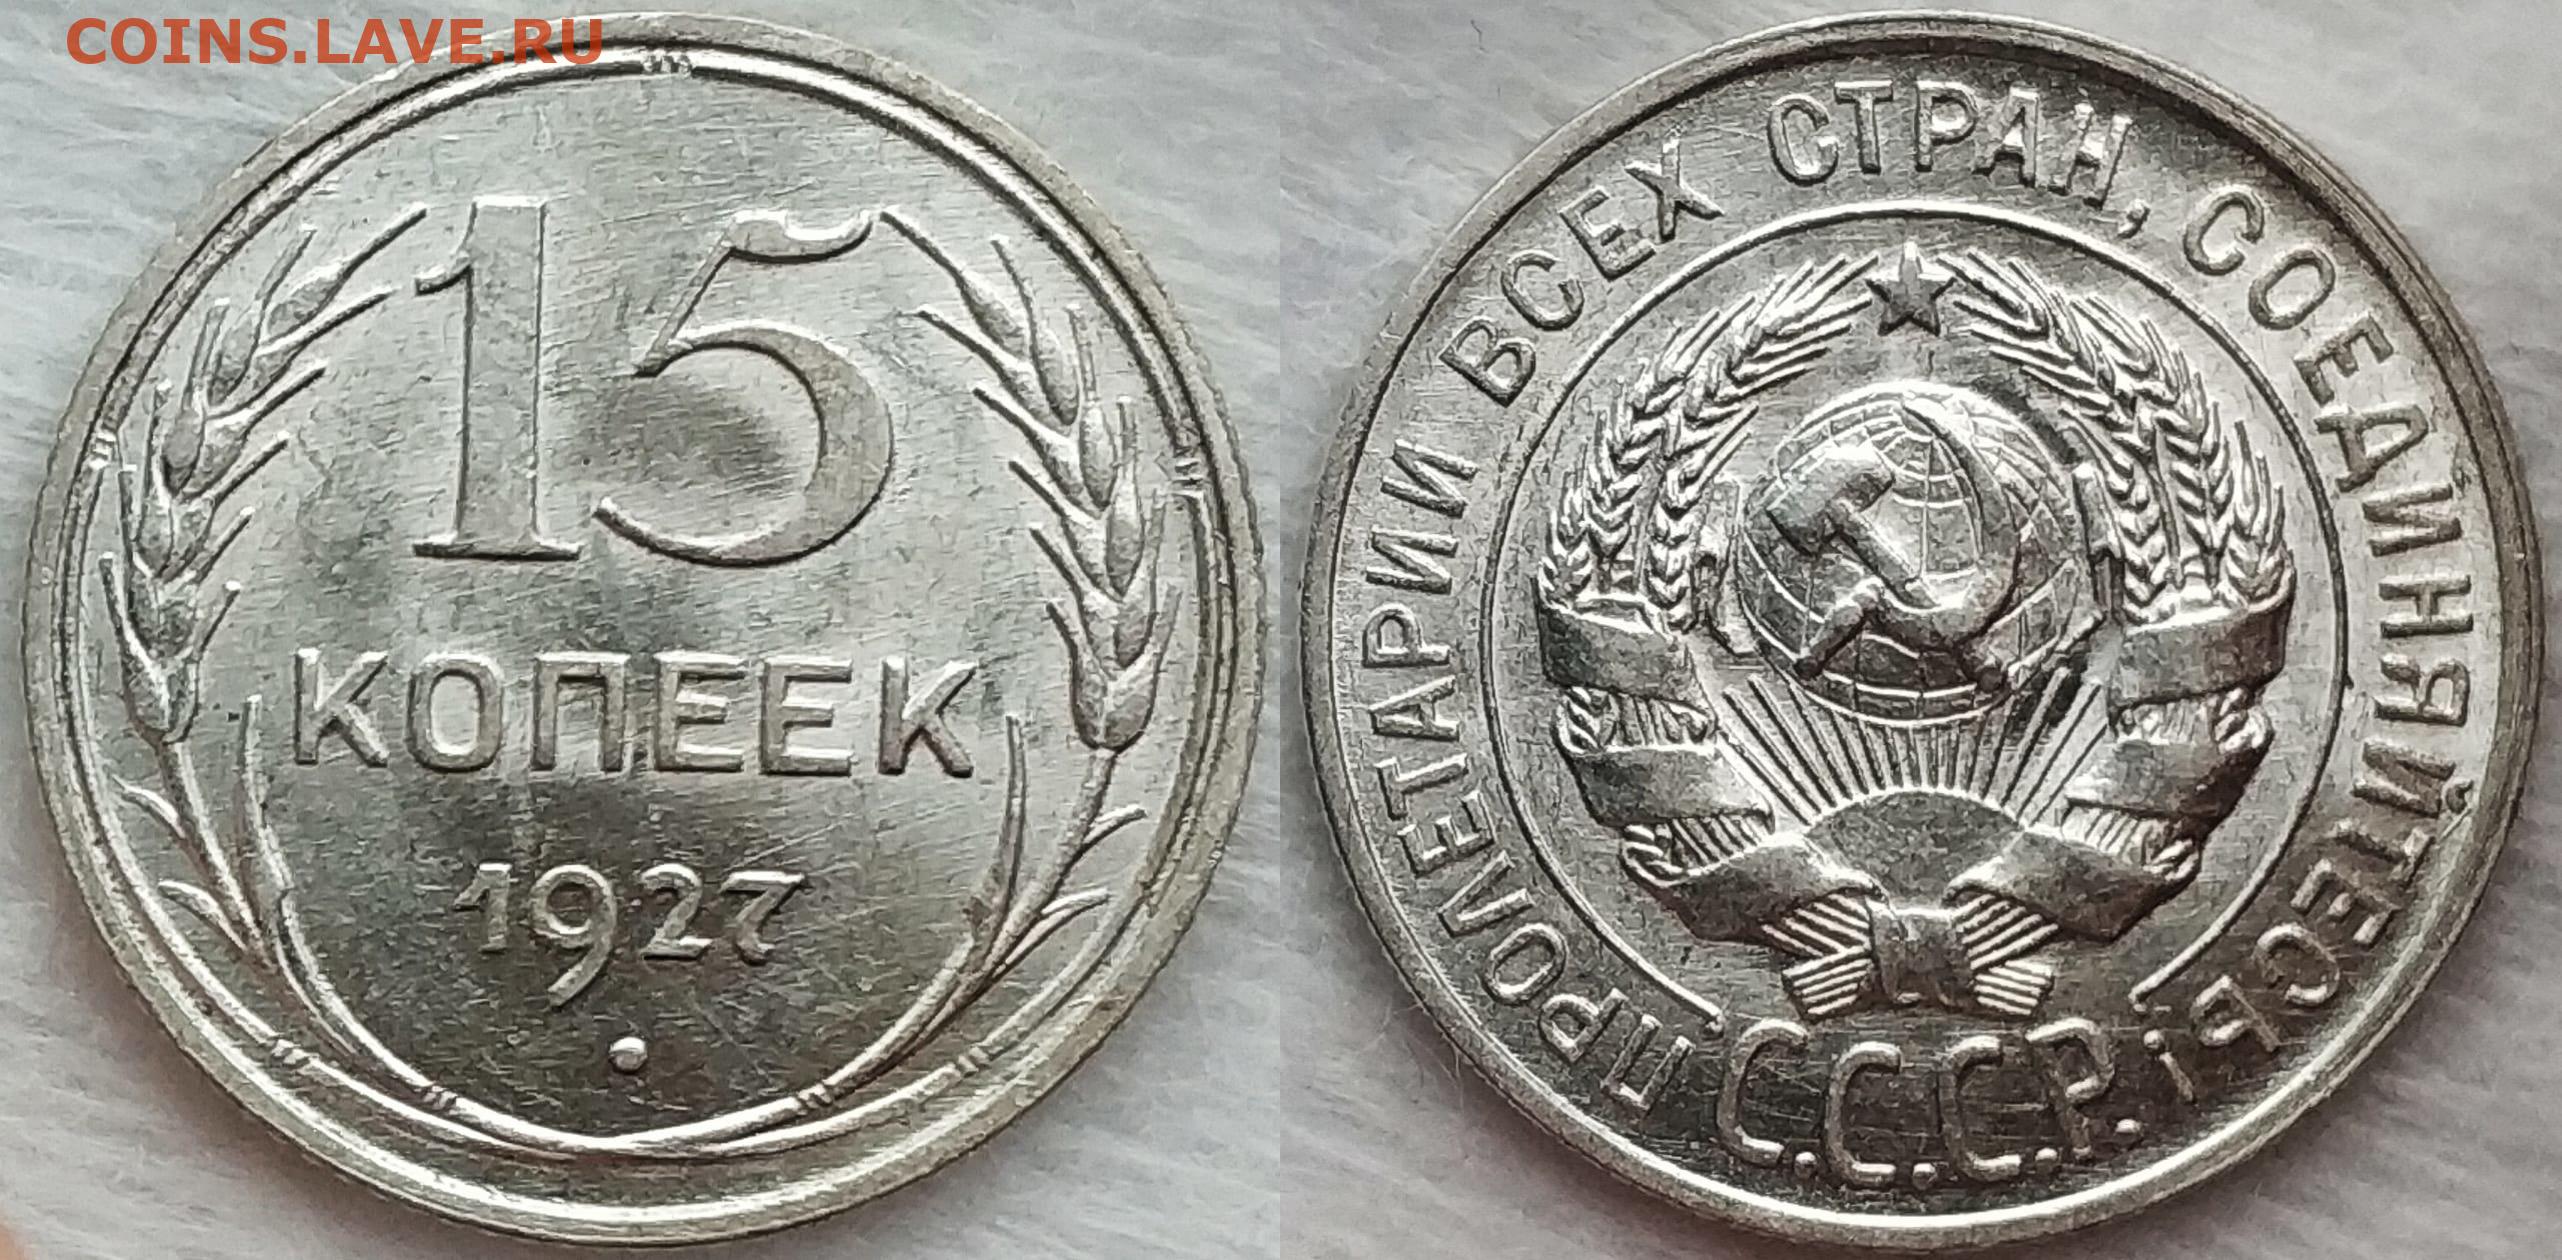 COINS.LAVE.RU
15
КОПЕЕК
1927
ПРОЛЕТАРИИ ВСЕХ СТРАН, СОЕДИНЯЙТЕСЬ!
С.С.С.Р.